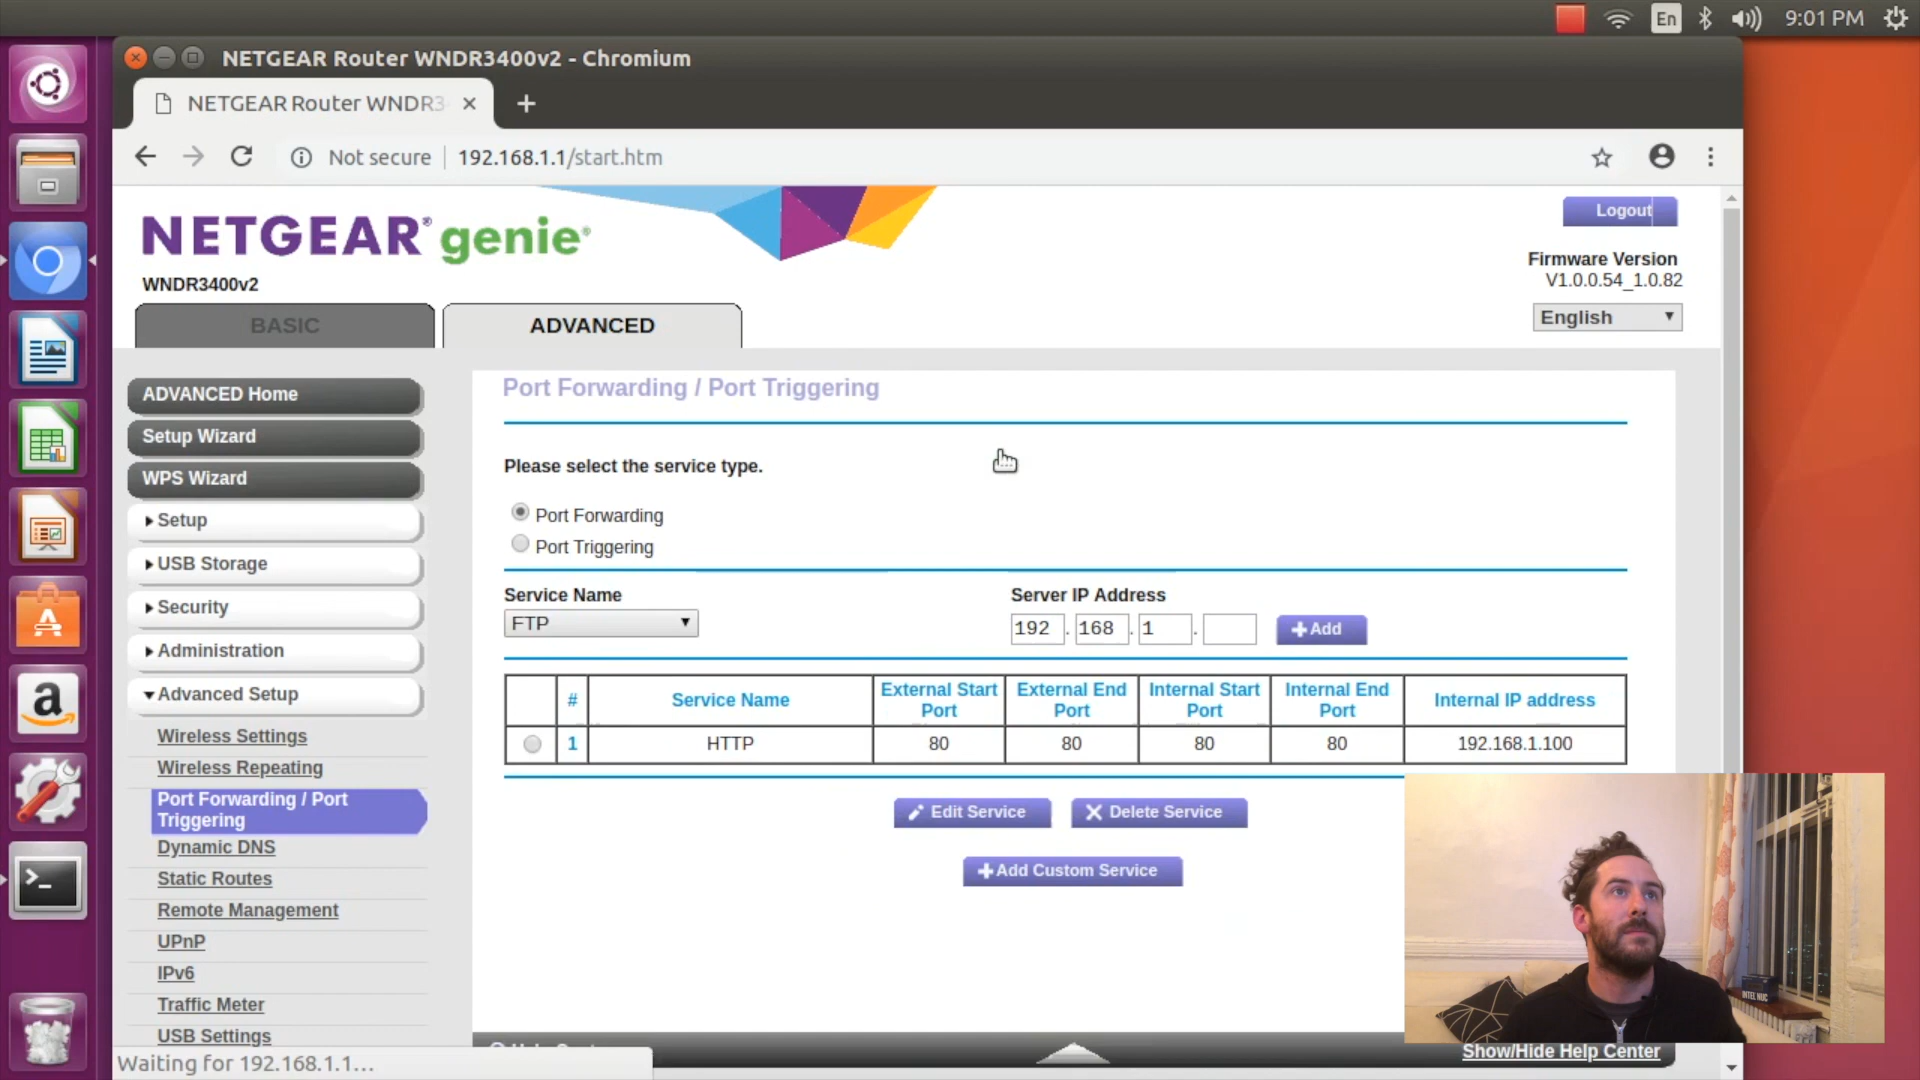 En
9:01 PM
NETGEAR Router WNDR3400v2 - Chromium
NETGEAR Router WNDR3
Not secure
192.168.1.1/start.htm
NETGEAR® genie®
WNDR3400v2
Logout
Firmware Version
V1.0.0.54_1.0.82
English
BASIC
ADVANCED
ADVANCED Home
Setup Wizard
WPS Wizard
Setup
USB Storage
Security
Administration
Advanced Setup
Wireless Settings
Wireless Repeating
Port Forwarding / Port
Triggering
Dynamic DNS
Static Routes
Remote Management
UPnP
IPv6
Traffic Meter
USB Settings
Waiting for 192.168.1.1...
Port Forwarding / Port Triggering
Please select the service type.
Port Forwarding
Port Triggering
Service Name
FTP
Server IP Address
192 . 168 . 1 .
+Add
# Service Name External Start Port External End Port Internal Start Port Internal End Port Internal IP address
1 HTTP 80 80 80 80 192.168.1.100
Edit Service
Delete Service
+Add Custom Service
INTEL NUC
Show/Hide Help Center